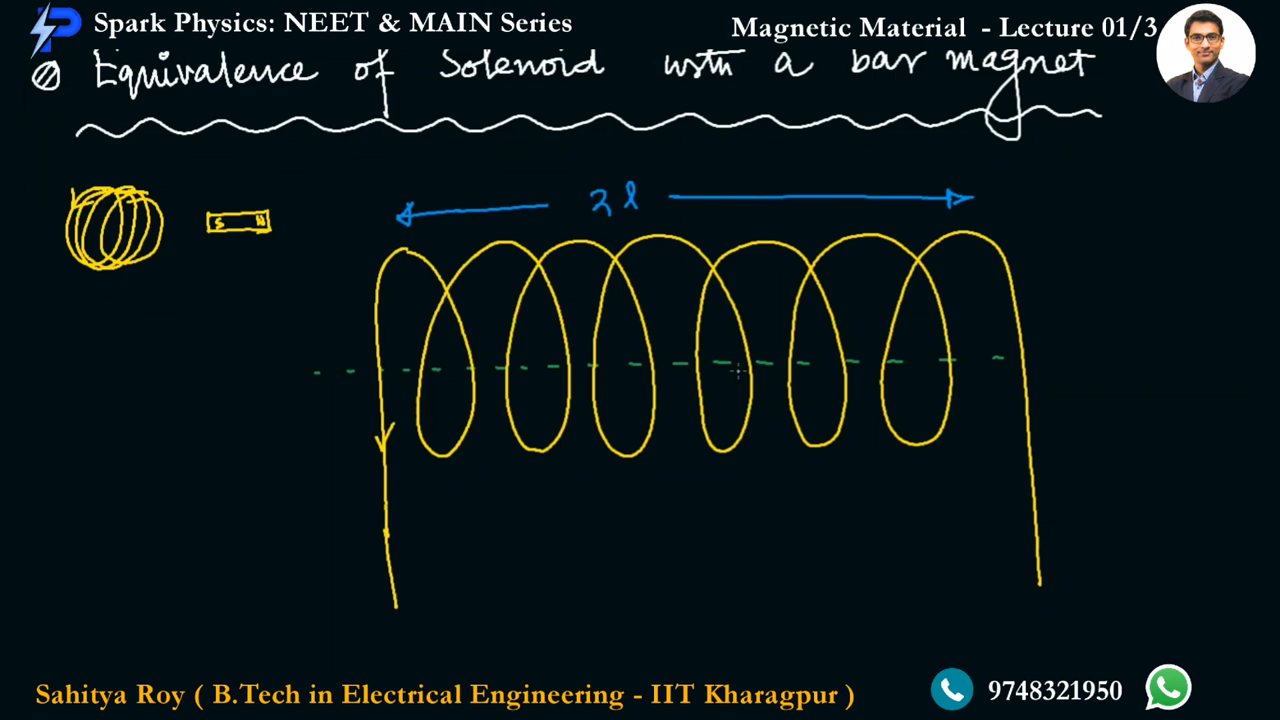 Spark Physics: NEET & MAIN Series
Magnetic Material - Lecture 01/3
Equivalence of Solenoid with a bar magnet
2l
S N
Sahitya Roy ( B.Tech in Electrical Engineering - IIT Kharagpur )
9748321950